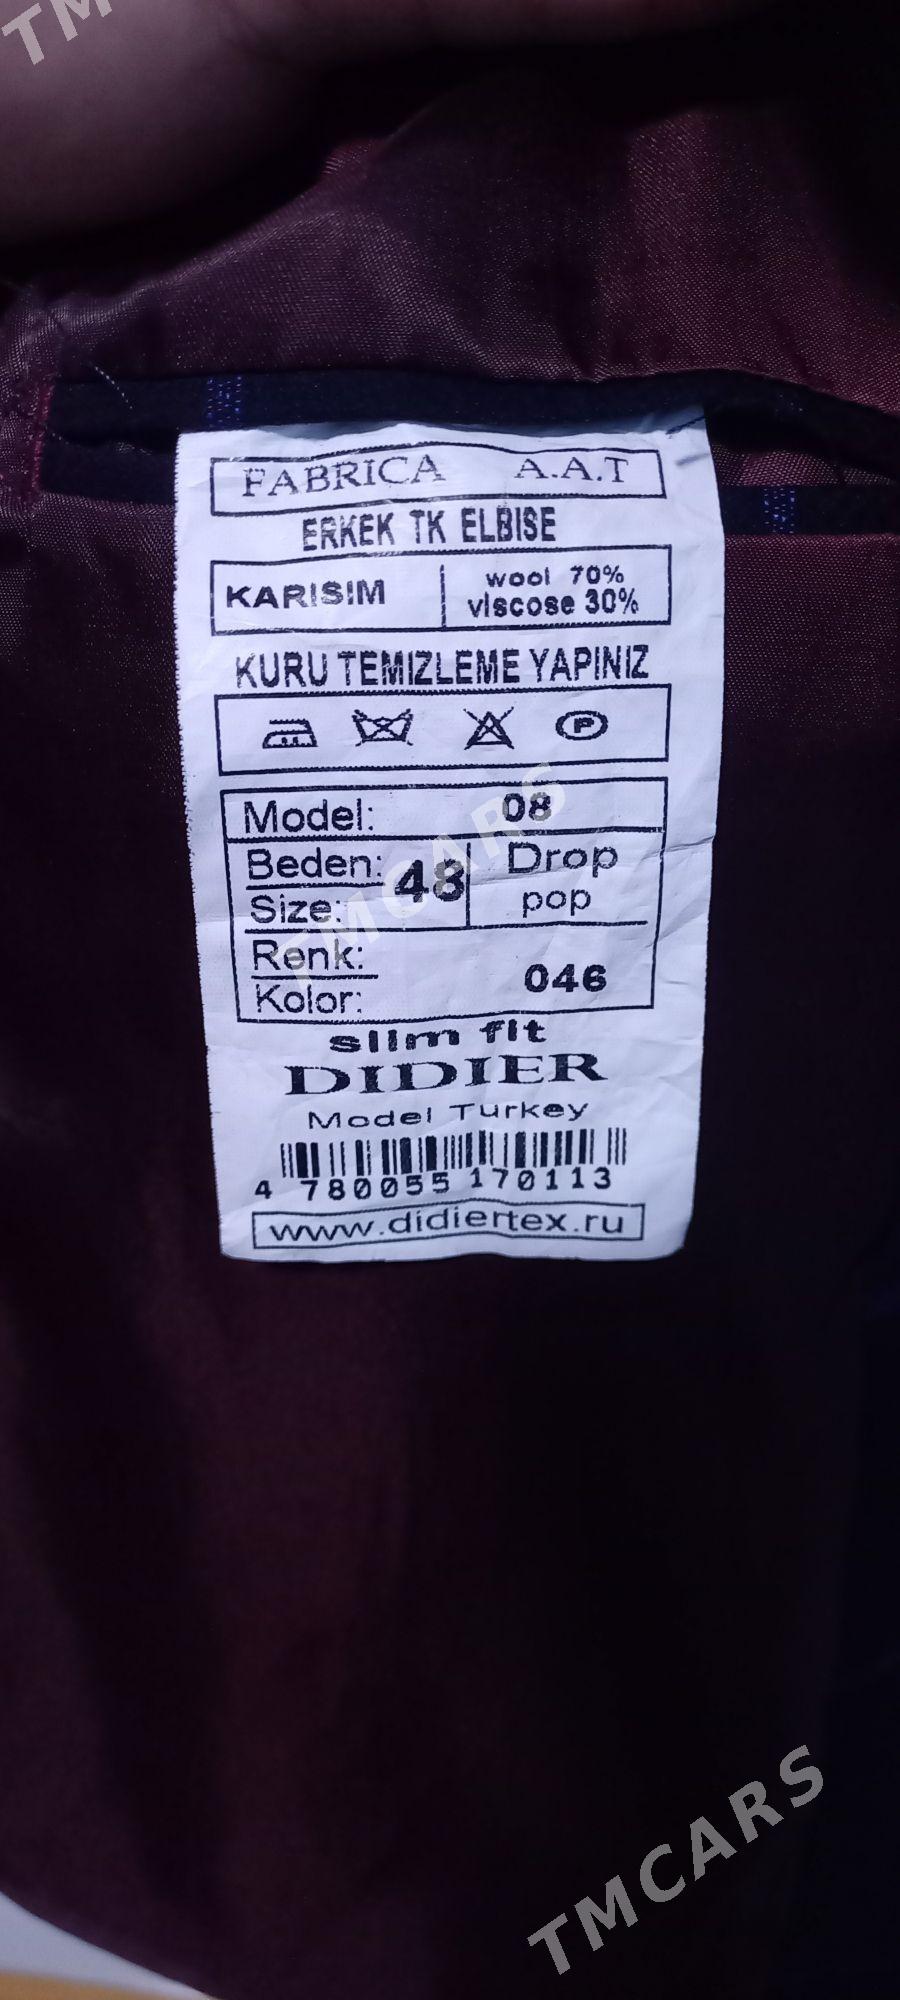 TM
FABRICA A.A.T
ERKEK TK ELBISE
KARISIM wool 70%
viscose 30%
KURU TEMIZLEME YAPINIZ
P
Model: 08
Beden: 48 Drop
Size: pop
Renk:
Kolor: 046
slim fit
DIDIER
Model Turkey
4 780055 170113
www.didiertex.ru
TMCARS
TMCARS